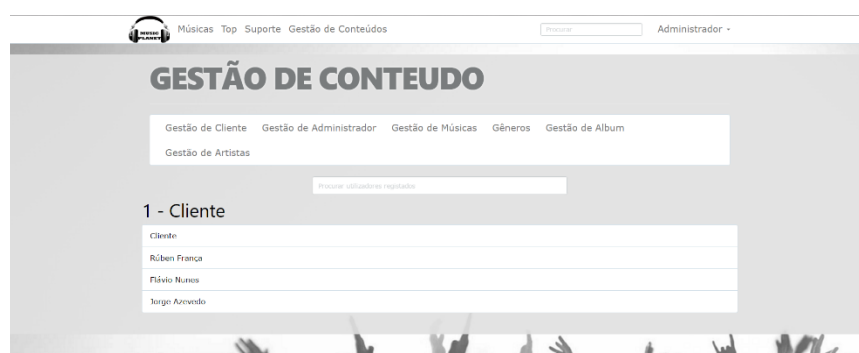 MUSIC
PLANET
Músicas Top Suporte Gestão de Conteúdos
Procurar
Administrador
GESTÃO DE CONTEUDO
Gestão de Cliente Gestão de Administrador Gestão de Músicas Gêneros Gestão de Album
Gestão de Artistas
Procurar utilizadores registados
1 - Cliente
Cliente
Rúben França
Flávio Nunes
Jorge Azevedo